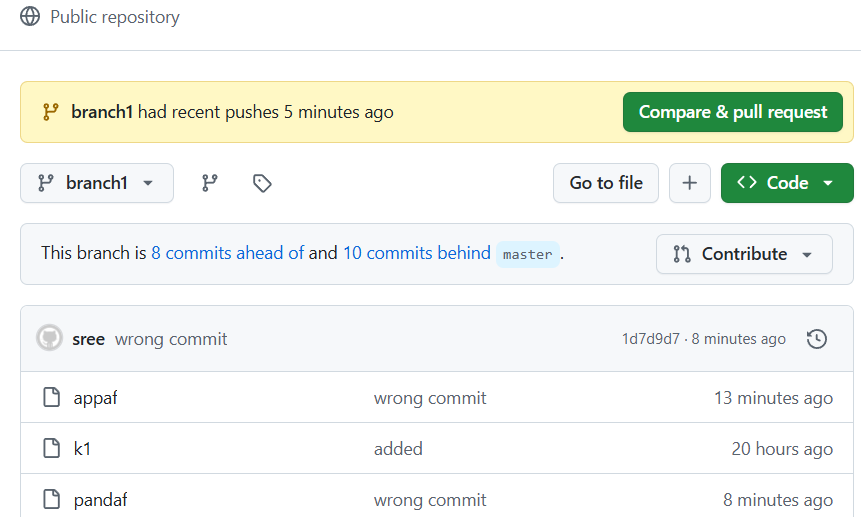 Public repository
branch1 had recent pushes 5 minutes ago
Compare & pull request
branch1
Go to file
Code
This branch is 8 commits ahead of and 10 commits behind master .
Contribute
sree wrong commit 1d7d9d7 · 8 minutes ago
appaf wrong commit 13 minutes ago
k1 added 20 hours ago
pandaf wrong commit 8 minutes ago